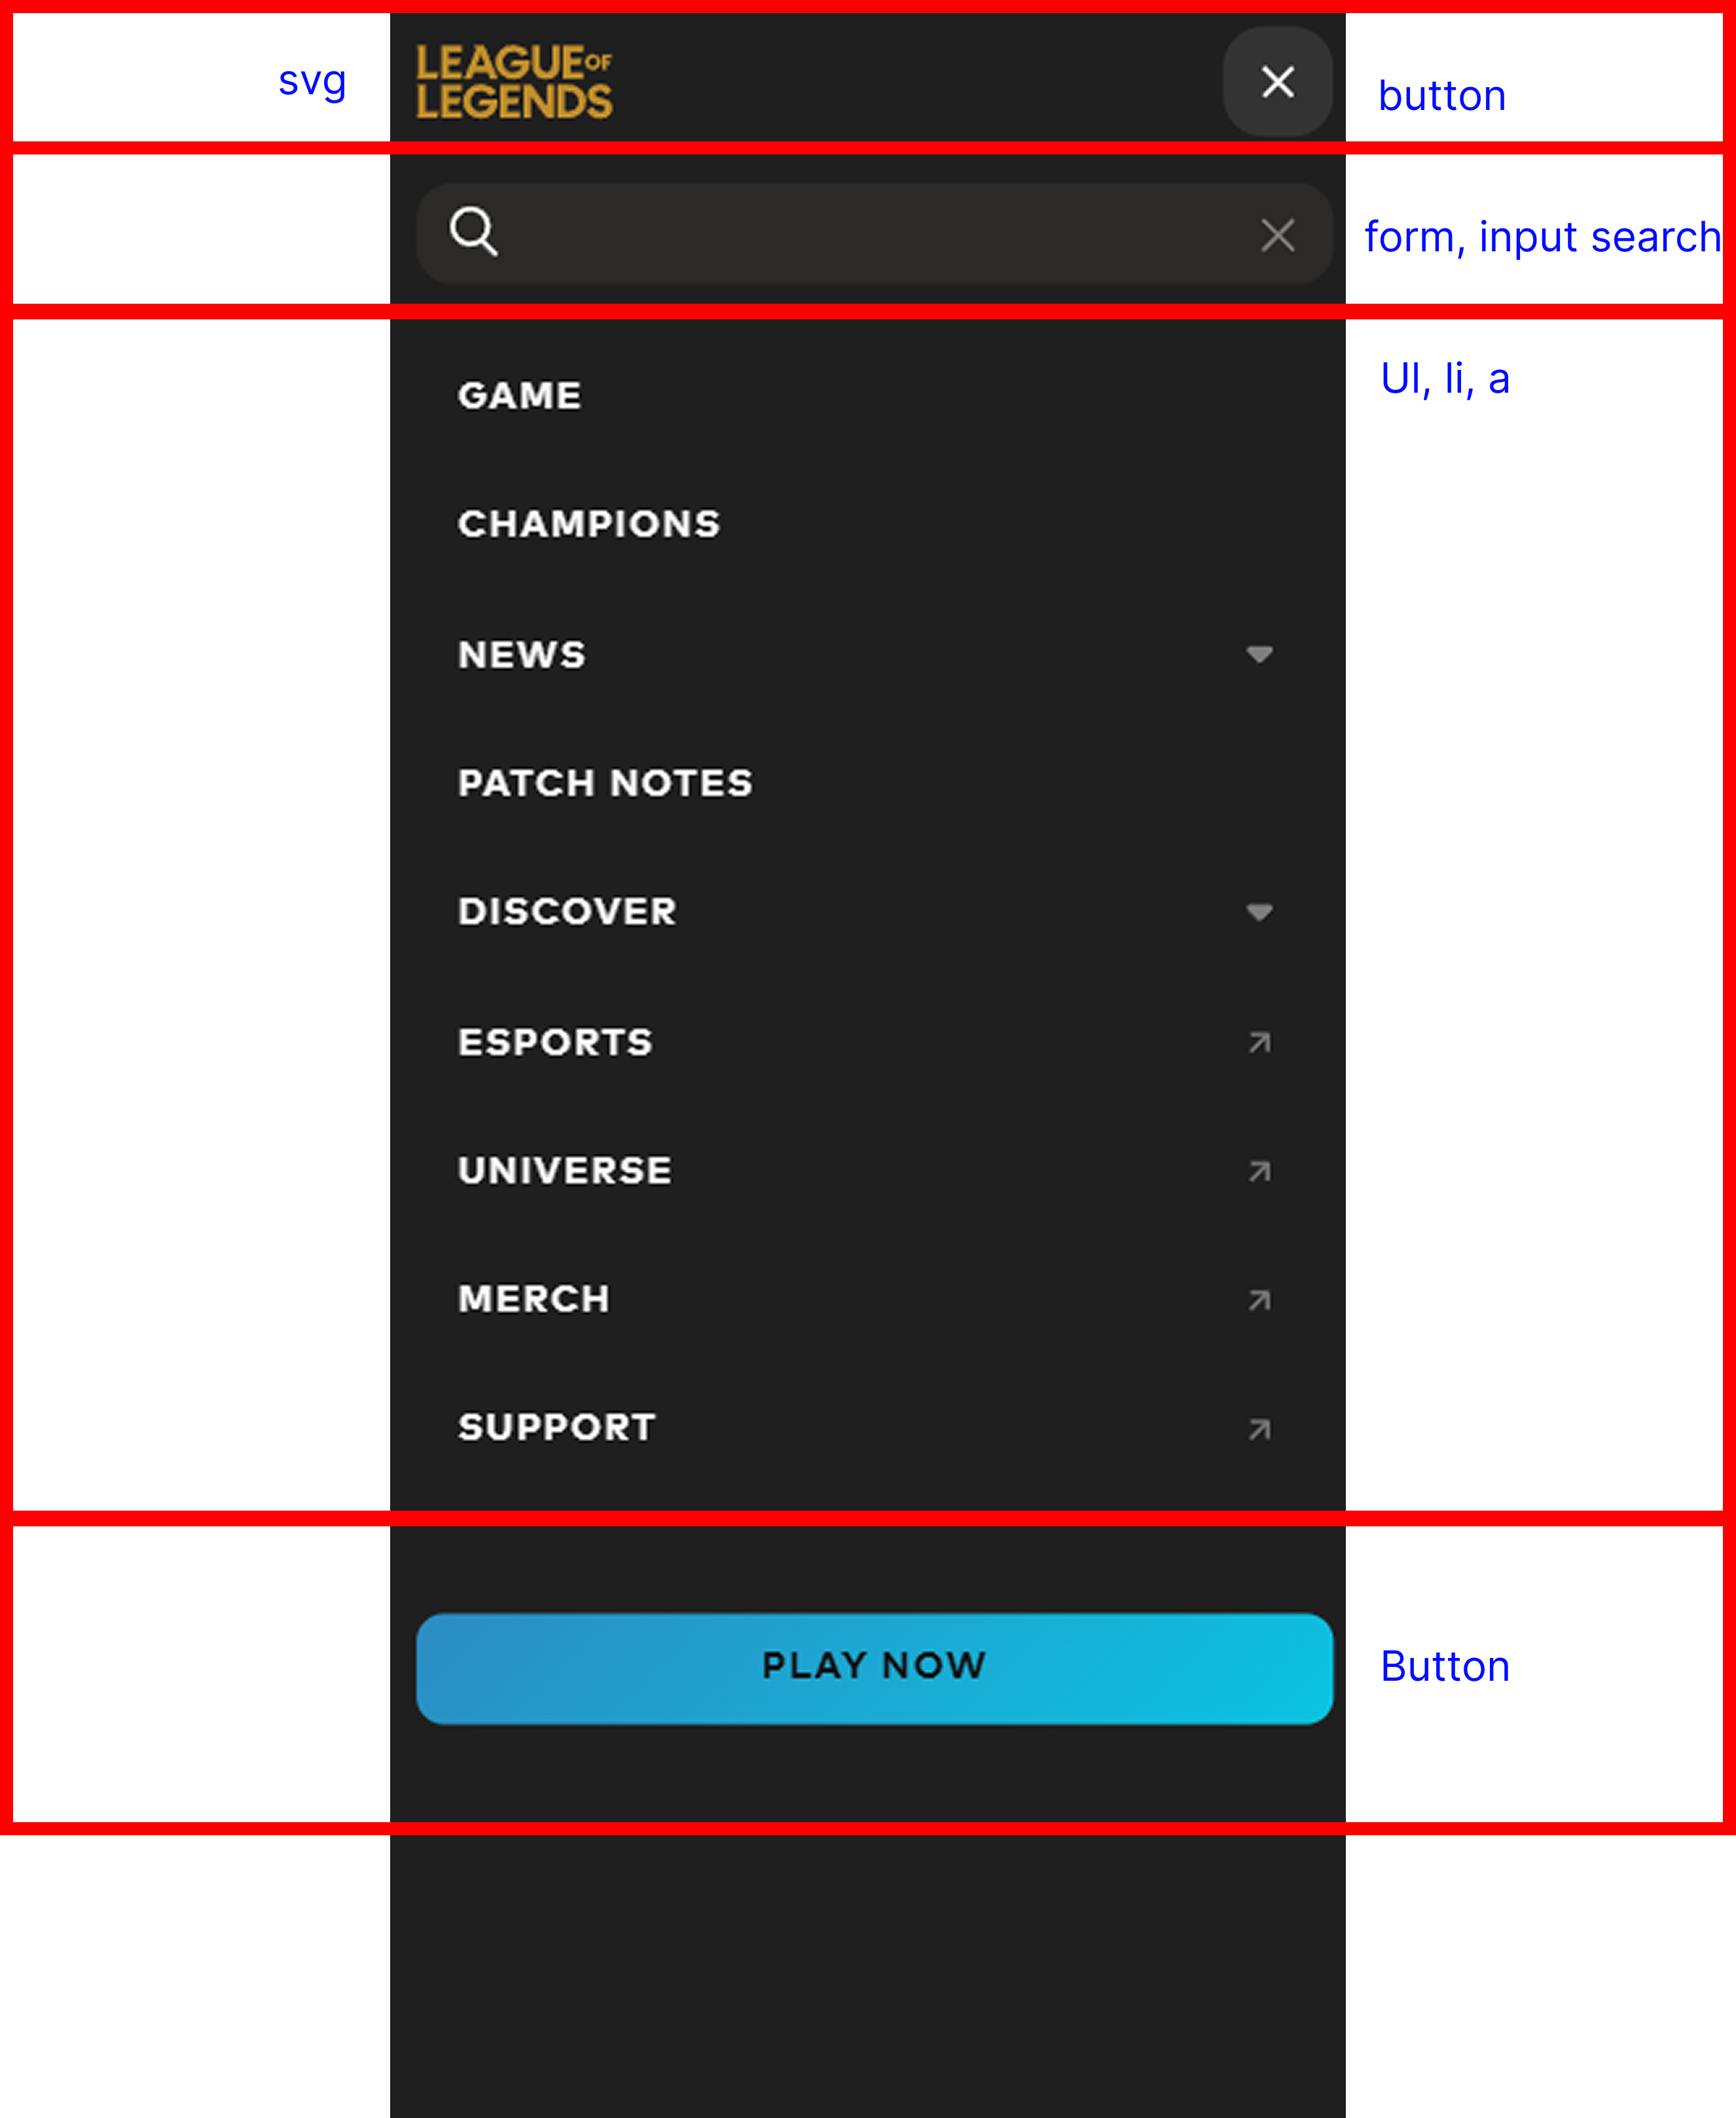 svg
LEAGUE OF
LEGENDS
button
form, input search
Ul, li, a
GAME
CHAMPIONS
NEWS
PATCH NOTES
DISCOVER
ESPORTS
UNIVERSE
MERCH
SUPPORT
PLAY NOW
Button